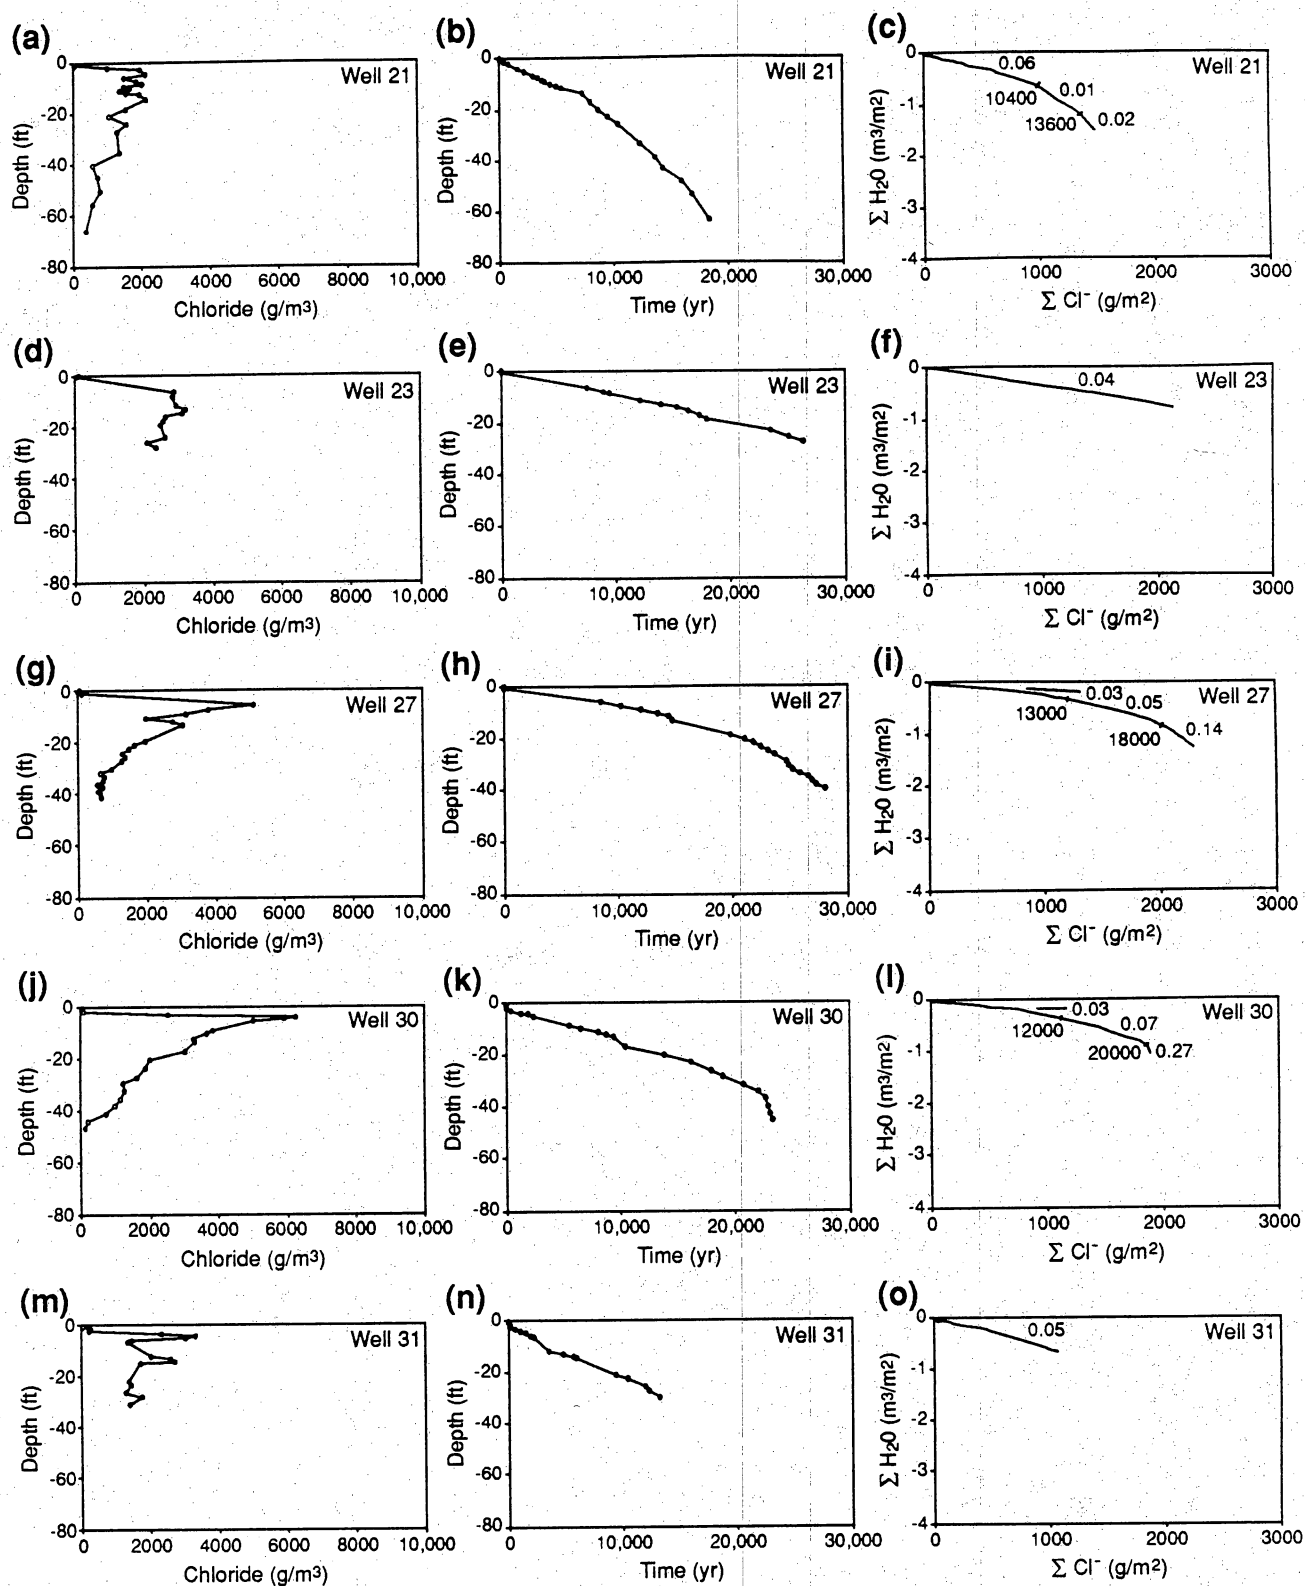 (a)
Well 21
0
-20
-40
-60
-80
Depth (ft)
0 2000 4000 6000 8000 10,000
Chloride (g/m3)
(b)
Well 21
0
-20
-40
-60
-80
Depth (ft)
0 10,000 20,000 30,000
Time (yr)
(c)
Well 21
0.06
0.01
10400
13600
0.02
0
-1
-2
-3
-4
Σ H2O (m3/m2)
0 1000 2000 3000
Σ Cl- (g/m2)
(d)
Well 23
0
-20
-40
-60
-80
Depth (ft)
0 2000 4000 6000 8000 10,000
Chloride (g/m3)
(e)
Well 23
0
-20
-40
-60
-80
Depth (ft)
0 10,000 20,000 30,000
Time (yr)
(f)
Well 23
0.04
0
-1
-2
-3
-4
Σ H2O (m3/m2)
0 1000 2000 3000
Σ Cl- (g/m2)
(g)
Well 27
0
-20
-40
-60
-80
Depth (ft)
0 2000 4000 6000 8000 10,000
Chloride (g/m3)
(h)
Well 27
0
-20
-40
-60
-80
Depth (ft)
0 10,000 20,000 30,000
Time (yr)
(i)
Well 27
0.03
0.05
13000
0.14
18000
0
-1
-2
-3
-4
Σ H2O (m3/m2)
0 1000 2000 3000
Σ Cl- (g/m2)
(j)
Well 30
0
-20
-40
-60
-80
Depth (ft)
0 2000 4000 6000 8000 10,000
Chloride (g/m3)
(k)
Well 30
0
-20
-40
-60
-80
Depth (ft)
0 10,000 20,000 30,000
Time (yr)
(l)
Well 30
0.03
12000
0.07
20000
0.27
0
-1
-2
-3
-4
Σ H2O (m3/m2)
0 1000 2000 3000
Σ Cl- (g/m2)
(m)
Well 31
0
-20
-40
-60
-80
Depth (ft)
0 2000 4000 6000 8000 10,000
Chloride (g/m3)
(n)
Well 31
0
-20
-40
-60
-80
Depth (ft)
0 10,000 20,000 30,000
Time (yr)
(o)
Well 31
0.05
0
-1
-2
-3
-4
Σ H2O (m3/m2)
0 1000 2000 3000
Σ Cl- (g/m2)